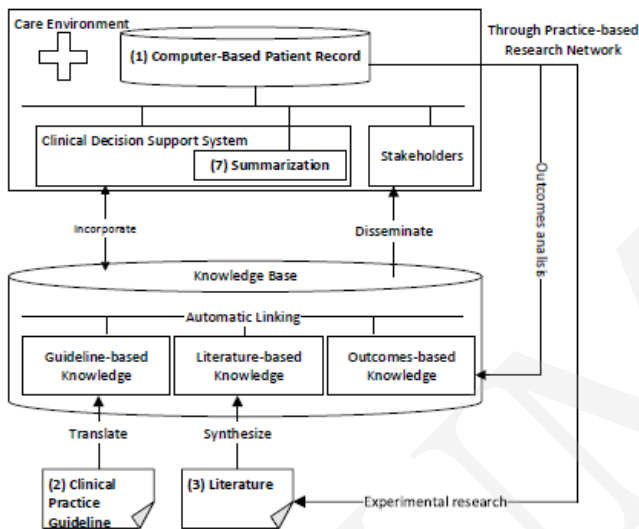 Care Environment
(1) Computer-Based Patient Record
Through Practice-based
Research Network
Clinical Decision Support System
(7) Summarization
Stakeholders
Outcomes analisis
Incorporate
Disseminate
Knowledge Base
Automatic Linking
Guideline-based
Knowledge
Literature-based
Knowledge
Outcomes-based
Knowledge
Translate
Synthesize
(2) Clinical
Practice
Guideline
(3) Literature
Experimental research